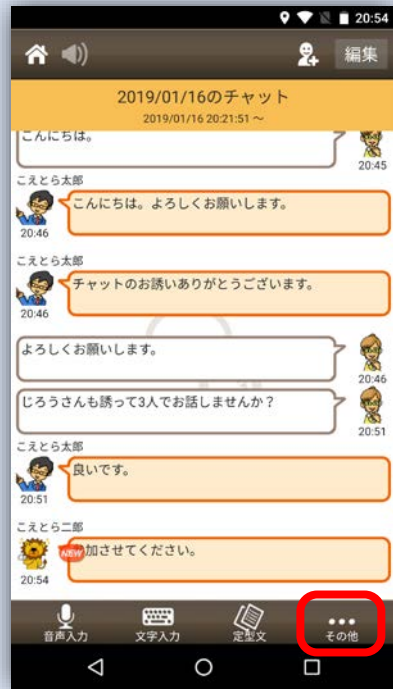 20:54
編集
2019/01/16のチャット
2019/01/16 20:21:51 ~
こんにちは。
20:45
こえとら太郎
こんにちは。よろしくお願いします。
20:46
こえとら太郎
チャットのお誘いありがとうございます。
20:46
よろしくお願いします。
20:46
じろうさんも誘って3人でお話しませんか?
20:51
こえとら太郎
良いです。
20:51
こえとら二郎
NEW
加させてください。
20:54
音声入力 文字入力 定型文 その他